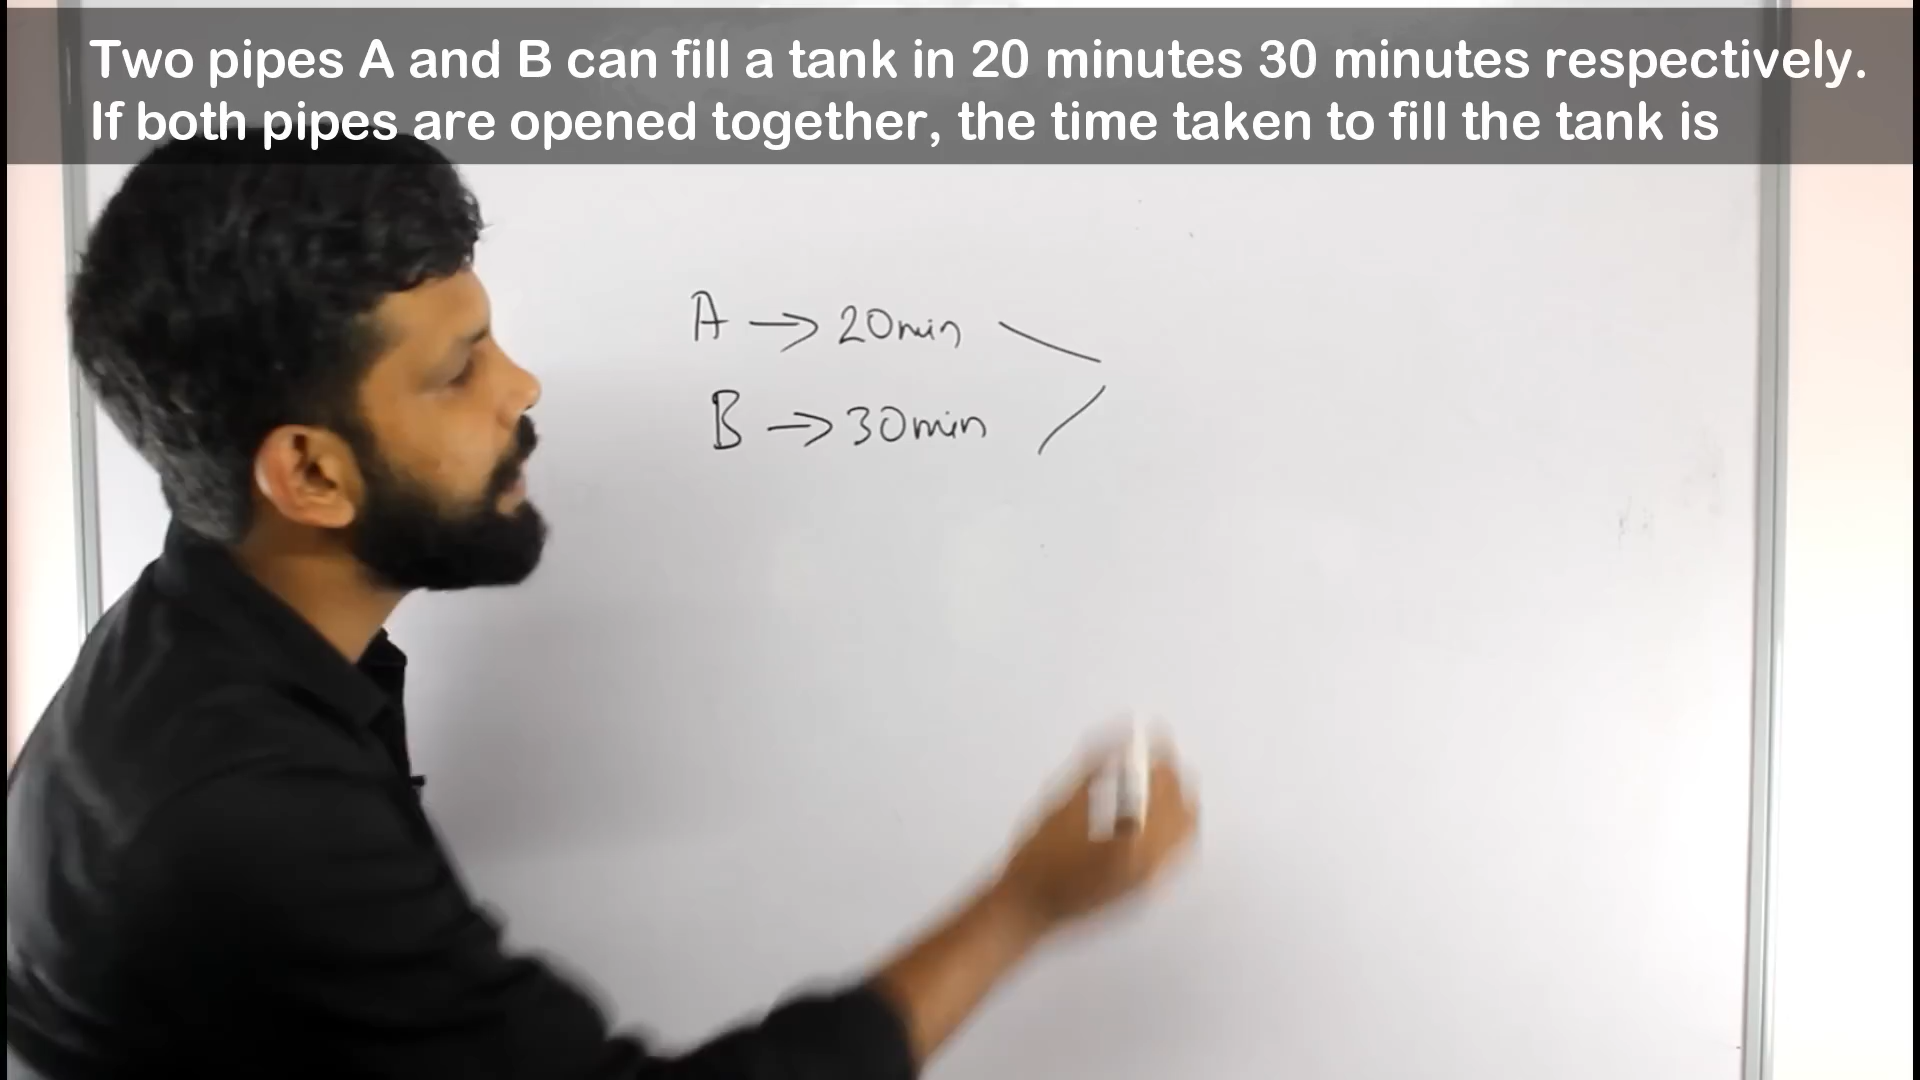 Two pipes A and B can fill a tank in 20 minutes 30 minutes respectively.
If both pipes are opened together, the time taken to fill the tank is
A → 20min
B → 30min